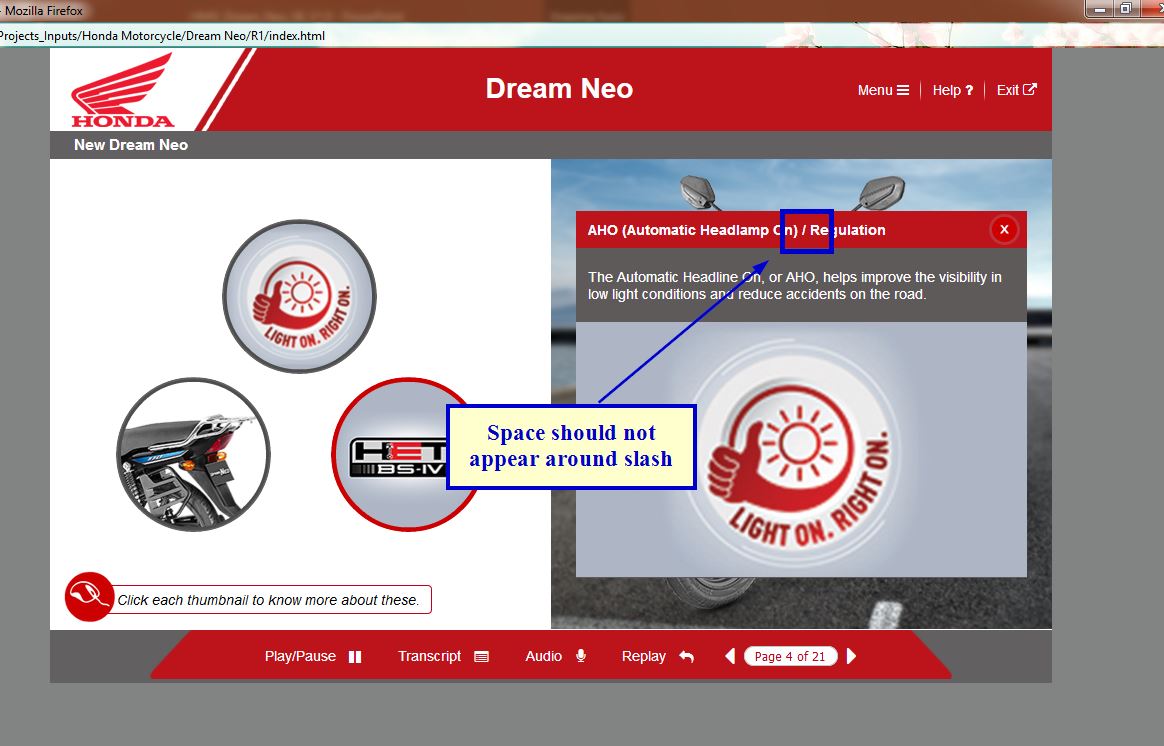 - Mozilla Firefox
Projects_Inputs/Honda Motorcycle/Dream Neo/R1/index.html
HONDA
Dream Neo
Menu Help ? Exit
New Dream Neo
LIGHT ON. RIGHT ON.
HET
BS-IV
AHO (Automatic Headlamp On) / Regulation
X
The Automatic Headline On, or AHO, helps improve the visibility in
low light conditions and reduce accidents on the road.
Space should not
appear around slash
LIGHT ON. RIGHT ON.
Click each thumbnail to know more about these.
Play/Pause Transcript Audio Replay Page 4 of 21